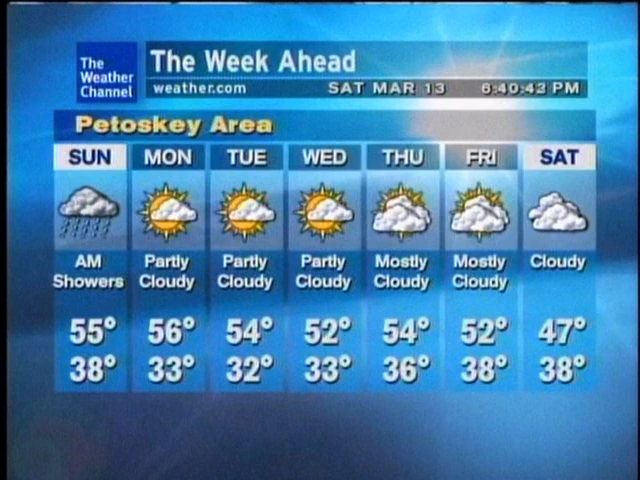 The
Weather
Channel
The Week Ahead
weather.com SAT MAR 13 6:40:42 PM
Petoskey Area
SUN MON TUE WED THU FRI SAT
AM Showers Partly Cloudy Partly Cloudy Partly Cloudy Mostly Cloudy Mostly Cloudy Cloudy
55° 56° 54° 52° 54° 52° 47°
38° 33° 32° 33° 36° 38° 38°